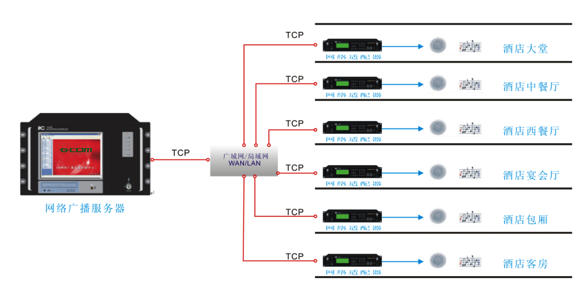 TCP
网络适配器
酒店大堂
TCP
网络适配器
酒店中餐厅
TCP
网络适配器
酒店西餐厅
itc
TCP
广域网/局域网
WAN/LAN
TCP
网络适配器
酒店宴会厅
网络广播服务器
TCP
网络适配器
酒店包厢
TCP
网络适配器
酒店客房